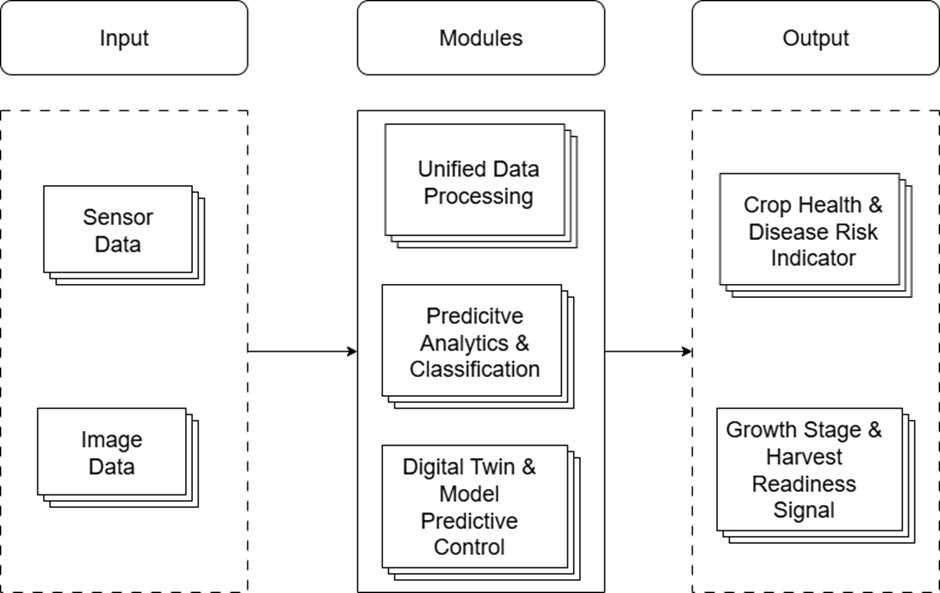 Input
Modules
Output
Sensor
Data
Image
Data
Unified Data
Processing
Predicitve
Analytics &
Classification
Digital Twin &
Model
Predictive
Control
Crop Health &
Disease Risk
Indicator
Growth Stage &
Harvest
Readiness
Signal